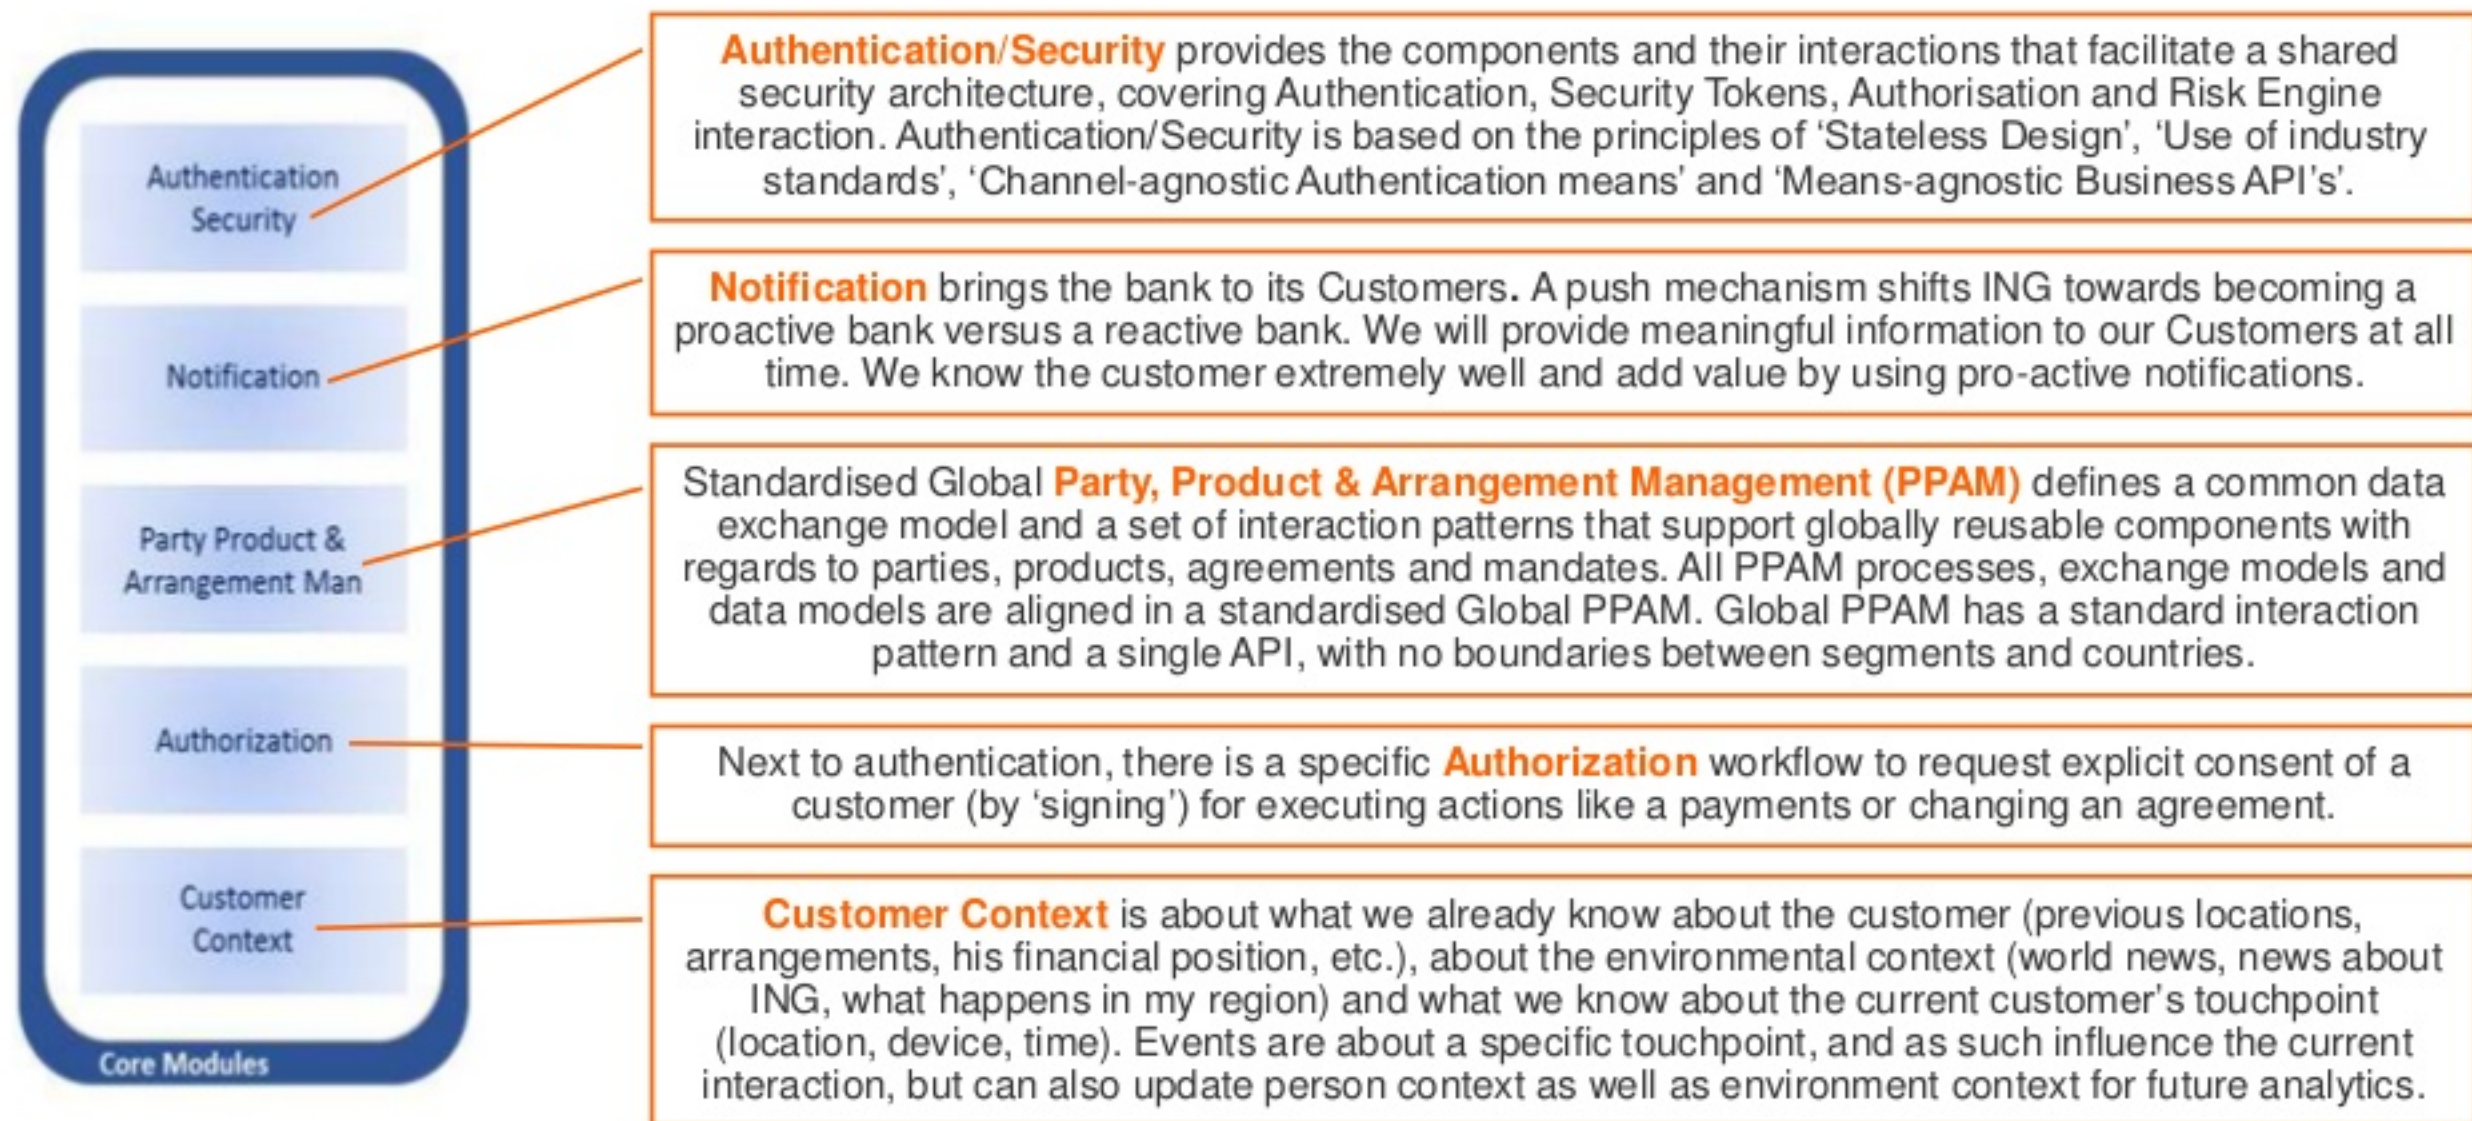 Authentication
Security
Notification
Party Product &
Arrangement Man
Authorization
Customer
Context
Core Modules
Authentication/Security provides the components and their interactions that facilitate a shared
security architecture, covering Authentication, Security Tokens, Authorisation and Risk Engine
interaction. Authentication/Security is based on the principles of ‘Stateless Design’, ‘Use of industry
standards’, ‘Channel-agnostic Authentication means’ and ‘Means-agnostic Business API’s’.
Notification brings the bank to its Customers. A push mechanism shifts ING towards becoming a
proactive bank versus a reactive bank. We will provide meaningful information to our Customers at all
time. We know the customer extremely well and add value by using pro-active notifications.
Standardised Global Party, Product & Arrangement Management (PPAM) defines a common data
exchange model and a set of interaction patterns that support globally reusable components with
regards to parties, products, agreements and mandates. All PPAM processes, exchange models and
data models are aligned in a standardised Global PPAM. Global PPAM has a standard interaction
pattern and a single API, with no boundaries between segments and countries.
Next to authentication, there is a specific Authorization workflow to request explicit consent of a
customer (by ‘signing’) for executing actions like a payments or changing an agreement.
Customer Context is about what we already know about the customer (previous locations,
arrangements, his financial position, etc.), about the environmental context (world news, news about
ING, what happens in my region) and what we know about the current customer’s touchpoint
(location, device, time). Events are about a specific touchpoint, and as such influence the current
interaction, but can also update person context as well as environment context for future analytics.